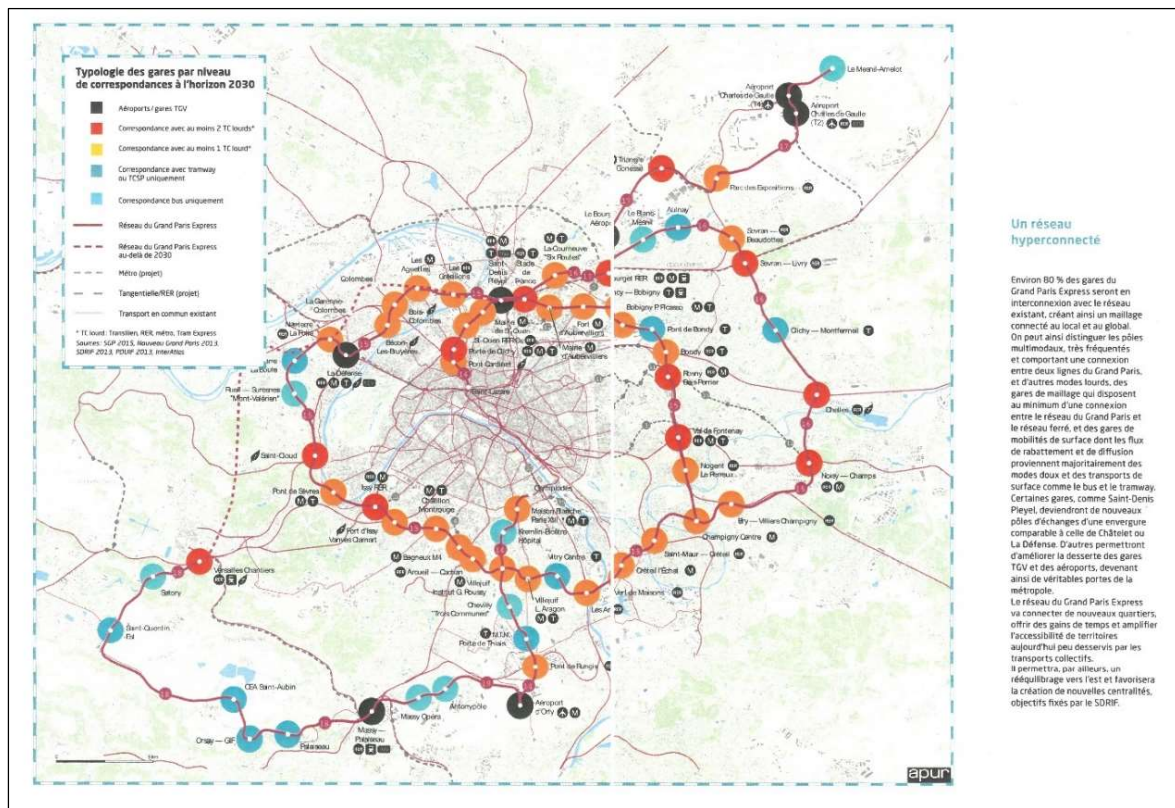 Typologie des gares par niveau
de correspondances à l'horizon 2030
Aéroports/gares TGV
Correspondance avec au moins 2 TC lourds*
Correspondance avec au moins 1 TC lourd*
Correspondance avec tramway
ou TCSP uniquement
Correspondance bus uniquement
Réseau du Grand Paris Express
Réseau du Grand Paris Express
au-delà de 2030
Métro (projet)
Tangentielle/RER (projet)
Transport en commun existant
* TC lourd: Transilien, RER, métro, Tram Express
Sources: SGP 2015, Nouveau Grand Paris 2013,
SDRIF 2013, PDUIF 2013, InterAtlas
Le Mesnil-Amelot
Aéroport
Charles de Gaulle
(T4)
Aéroport
Charles de Gaulle
(T2)
Triangle
Gonesse
Parc des Expositions
Le Bourg
Aérop
Le Blanc-
Mesnil
Aulnay
Sevran —
Beaudottes
Sevran — Livry
La Courneuve
"Six Routes"
Saint-
Denis
Pleyel
Stade
de
France
Les
Agnettes
Les
Grésillons
Colombes
La Garenne-
Colombes
Bois-
Colombes
Bécon-
Les-Bruyères
Nanterre
La Folie
La Boule
La Défense
Rueil — Suresnes
"Mont-Valérien"
Mairie
de St-Ouen
St-Ouen RER
Porte de Clichy
Pont Cardinet
Saint-Lazare
Fort
d'Aubervilliers
Mairie
d'Aubervilliers
ourget RER
cy — Bobigny
Bobigny P. Picasso
Pont de Bondy
Bondy
Rosny
Bois-Perrier
Val de Fontenay
Nogent
Le Perreux
Clichy — Montfermeil
Chelles
Noisy — Champs
Bry — Villiers Champigny
Champigny Centre
Saint-Maur — Créteil
Créteil l'Échat
Vert de Maisons
Les Ar
Saint-Cloud
Pont de Sèvres
Issy RER
Fort d'Issy
Vanves Clamart
Châtillon
Montrouge
Bagneux M4
Arcueil — Cachan
Villejuif
Institut G. Roussy
Villejuif
L. Aragon
Olympiades
Maison Blanche
Paris XIII
Kremlin-Bicêtre
Hôpital
Vitry Centre
Chevilly
"Trois Communes"
M.I.N.
Porte de Thiais
Pont de Rungis
Aéroport
d'Orly
Antonypôle
Massy Opéra
Massy —
Palaiseau
Palaiseau
Orsay — Gif
CEA Saint-Aubin
Saint-Quentin
Est
Satory
Versailles Chantiers
apur
Un réseau
hyperconnecté
Environ 80 % des gares du
Grand Paris Express seront en
interconnexion avec le réseau
existant, créant ainsi un maillage
connecté au local et au global.
On peut ainsi distinguer les pôles
multimodaux, très fréquentés
et comportant une connexion
entre deux lignes du Grand Paris,
et d'autres modes lourds, des
gares de maillage qui disposent
au minimum d'une connexion
entre le réseau du Grand Paris et
le réseau ferré, et des gares de
mobilités de surface dont les flux
de rabattement et de diffusion
proviennent majoritairement des
modes doux et des transports de
surface comme le bus et le tramway.
Certaines gares, comme Saint-Denis
Pleyel, deviendront de nouveaux
pôles d'échanges d'une envergure
comparable à celle de Châtelet ou
La Défense. D'autres permettront
d'améliorer la desserte des gares
TGV et des aéroports, devenant
ainsi de véritables portes de la
métropole.
Le réseau du Grand Paris Express
va connecter de nouveaux quartiers,
offrir des gains de temps et amplifier
l'accessibilité de territoires
aujourd'hui peu desservis par les
transports collectifs.
Il permettra, par ailleurs, un
rééquilibrage vers l'est et favorisera
la création de nouvelles centralités,
objectifs fixés par le SDRIF.